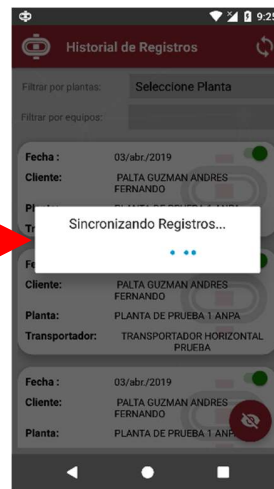 9:25
Historial de Registros
Filtrar por plantas: Seleccione Planta
Filtrar por equipos:
Fecha : 03/abr./2019
Cliente: PALTA GUZMAN ANDRES
FERNANDO
Sincronizando Registros...
Cliente: PALTA GUZMAN ANDRES
FERNANDO
Planta: PLANTA DE PRUEBA 1 ANPA
Transportador: TRANSPORTADOR HORIZONTAL
PRUEBA
Fecha : 03/abr./2019
Cliente: PALTA GUZMAN ANDRES
FERNANDO
Planta: PLANTA DE PRUEBA 1 ANP